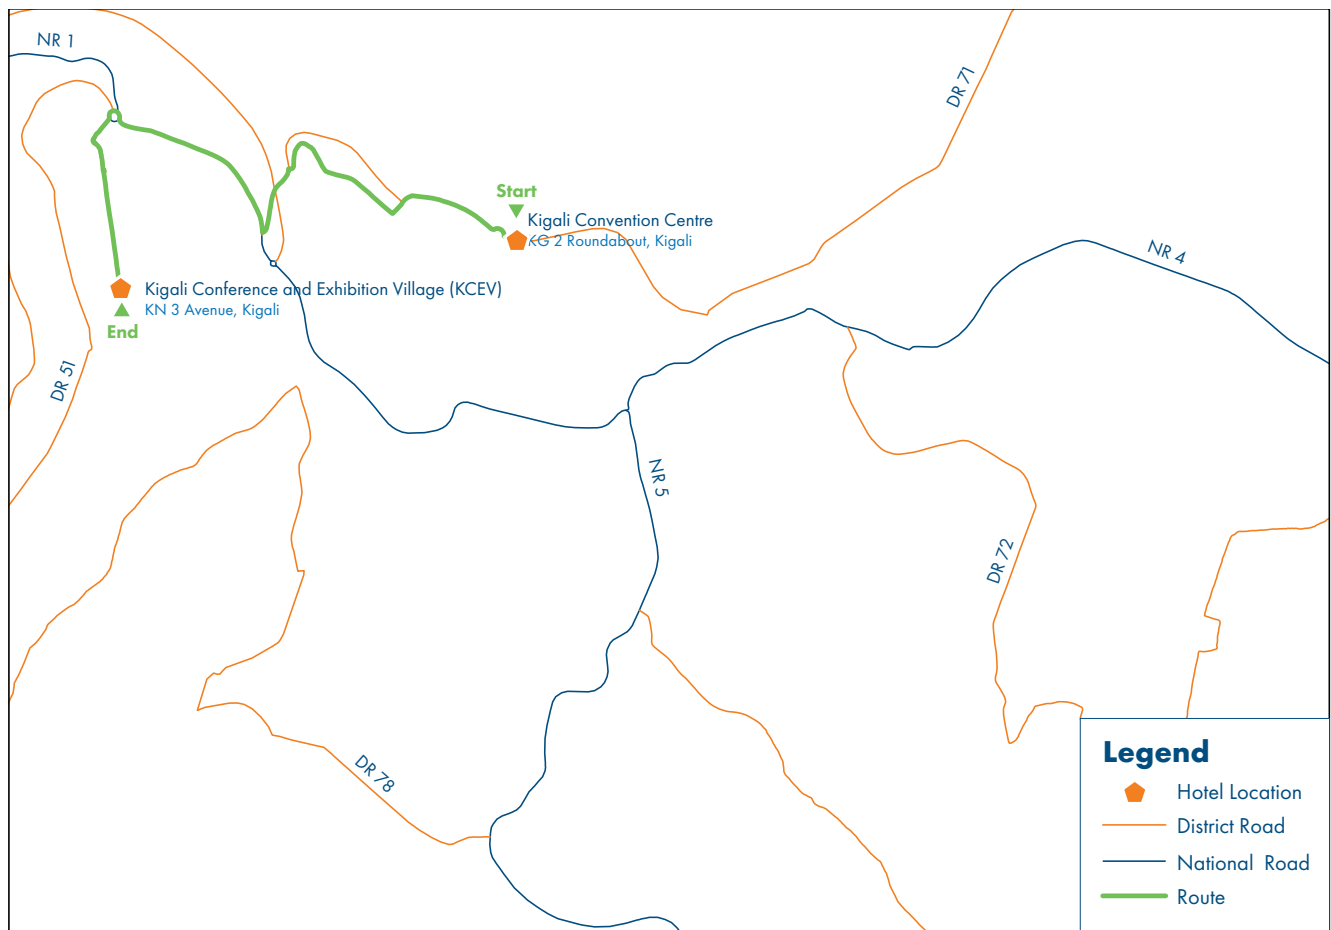 NR 1
DR 71
Start
Kigali Convention Centre
KG 2 Roundabout, Kigali
NR 4
Kigali Conference and Exhibition Village (KCEV)
KN 3 Avenue, Kigali
End
DR 51
NR 5
DR 72
DR 78
Legend
Hotel Location
District Road
National Road
Route